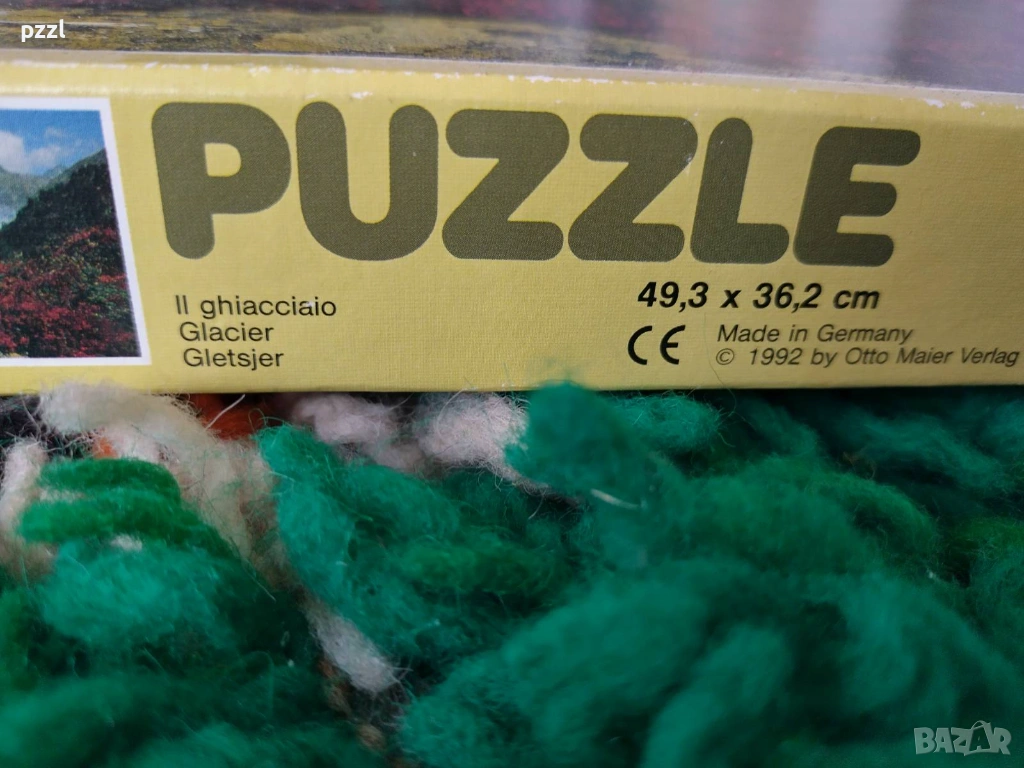 pzzl
PUZZLE
Il ghiacciaio
Glacier
Gletsjer
49,3 x 36,2 cm
CE Made in Germany
© 1992 by Otto Maier Verlag
BAZAR